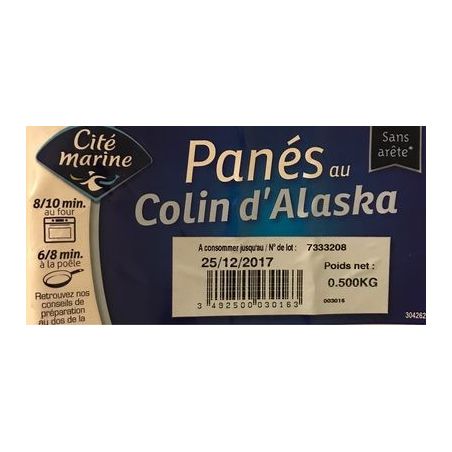 Cité
marine
Sans
arête*
Panés au
Colin d'Alaska
8/10 min.
au four
6/8 min.
à la poêle
Retrouvez nos
conseils de
préparation
au dos de la
A consommer jusqu'au / N° de lot : 7333208
25/12/2017
Poids net :
0.500KG
003016
3 492500 030163
304262